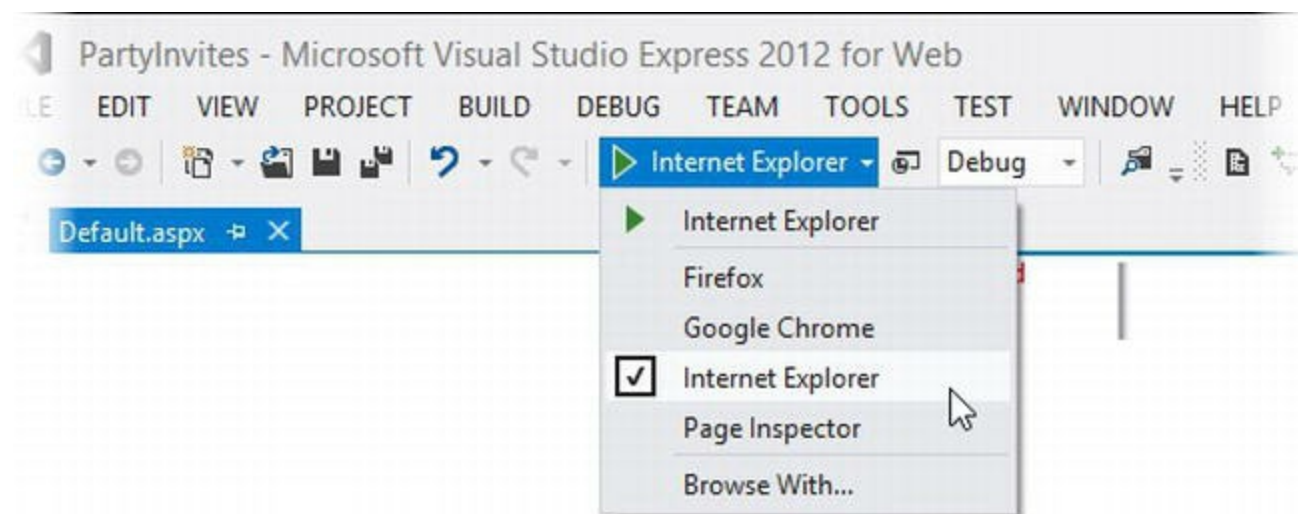 PartyInvites - Microsoft Visual Studio Express 2012 for Web
EDIT VIEW PROJECT BUILD DEBUG TEAM TOOLS TEST WINDOW HELP
Internet Explorer Debug
Default.aspx
Internet Explorer
Firefox
Google Chrome
Internet Explorer
Page Inspector
Browse With...